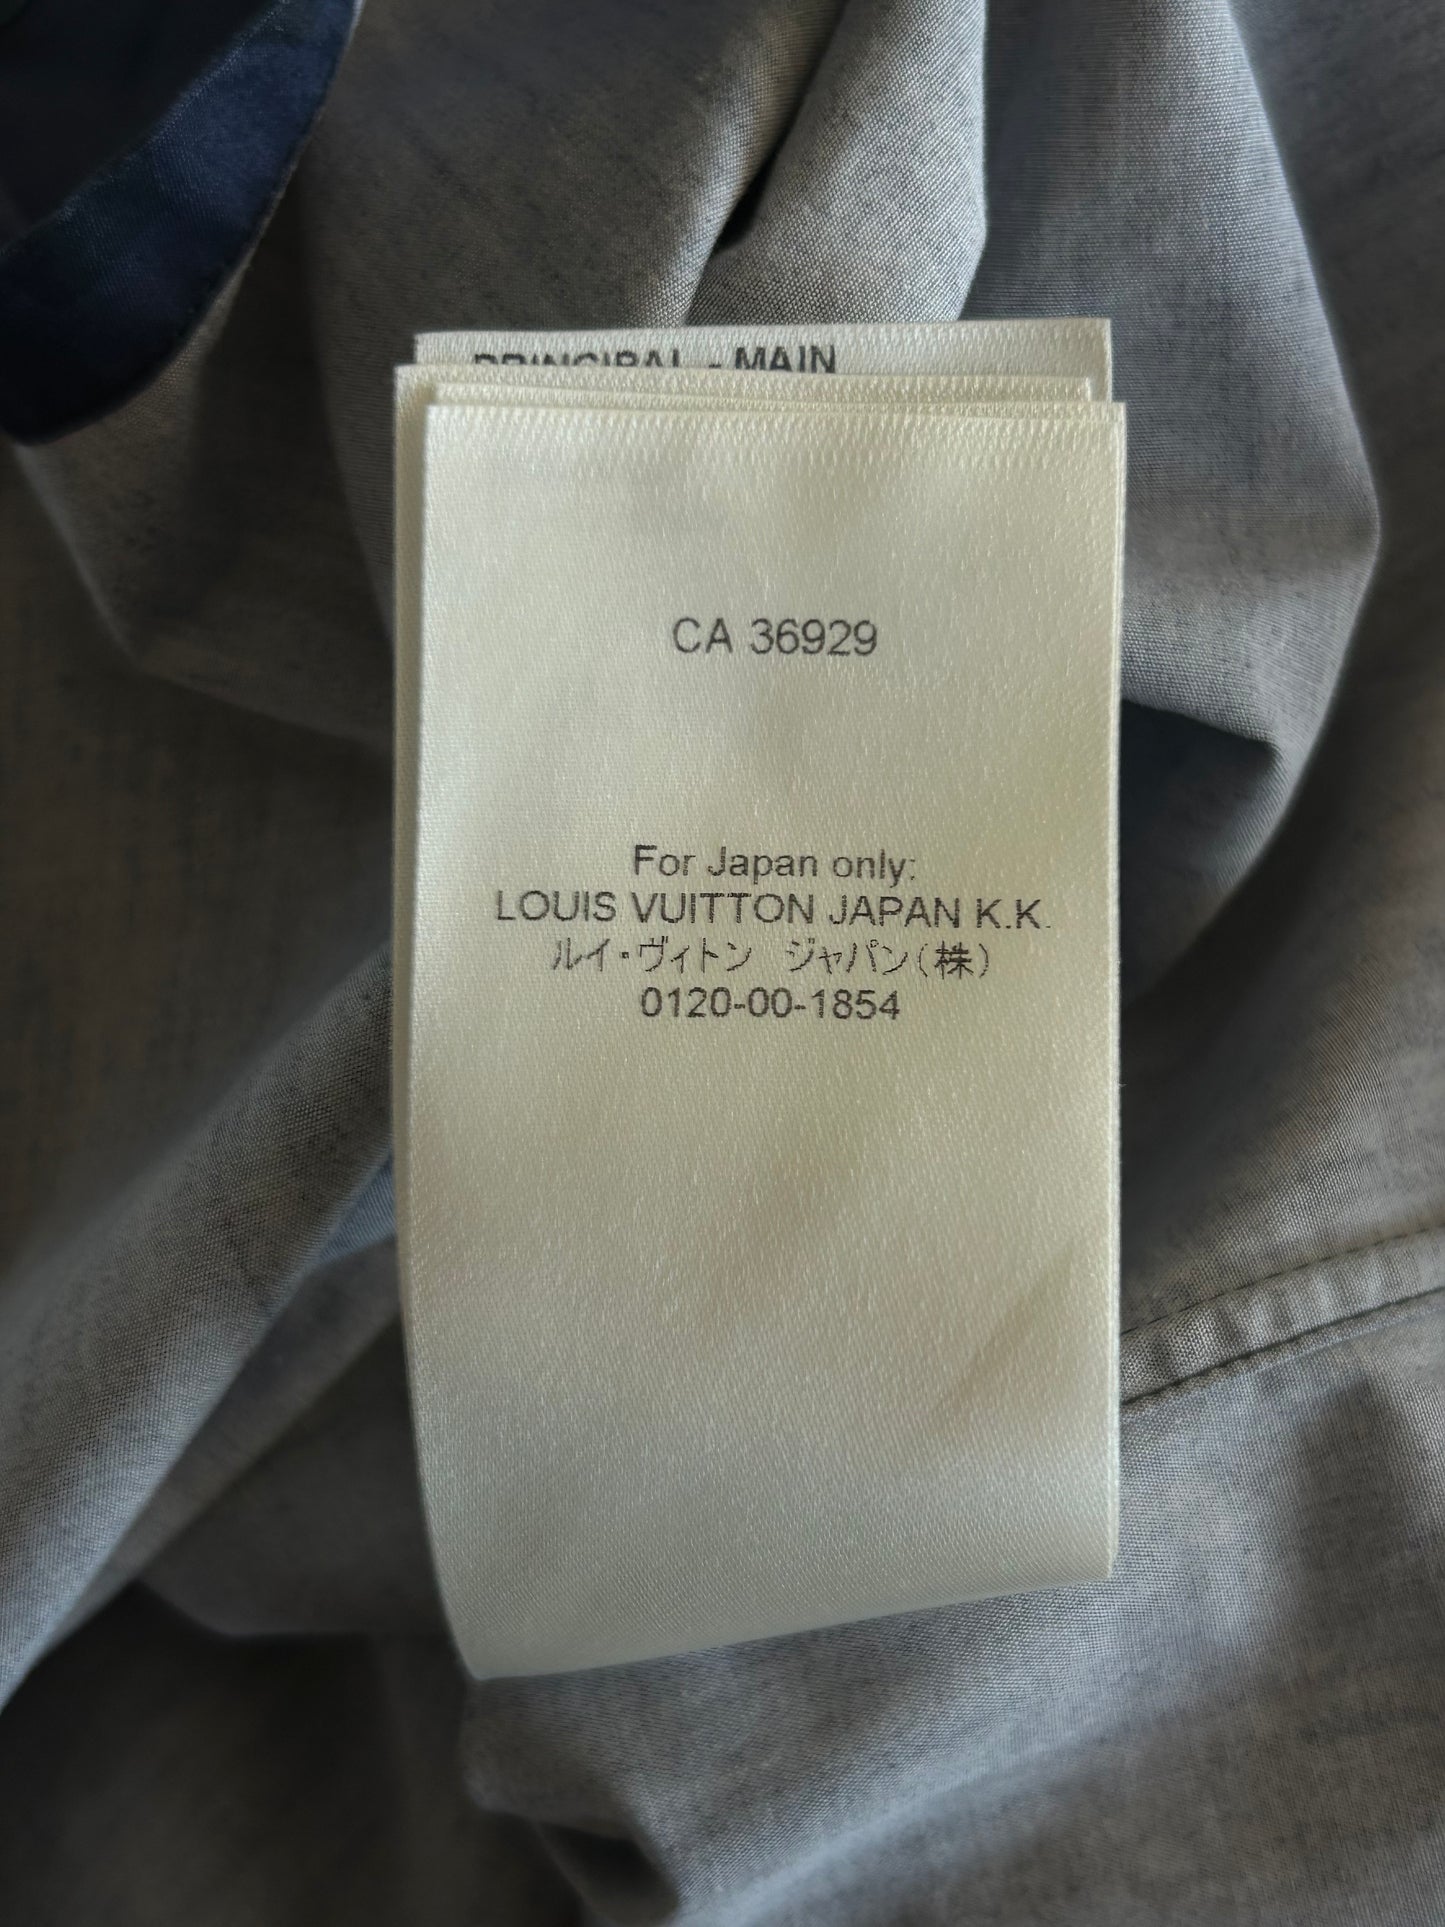 PRINCIPAL - MAIN
CA 36929
For Japan only:
LOUIS VUITTON JAPAN K.K.
ルイ・ヴィトン　ジャパン(株)
0120-00-1854